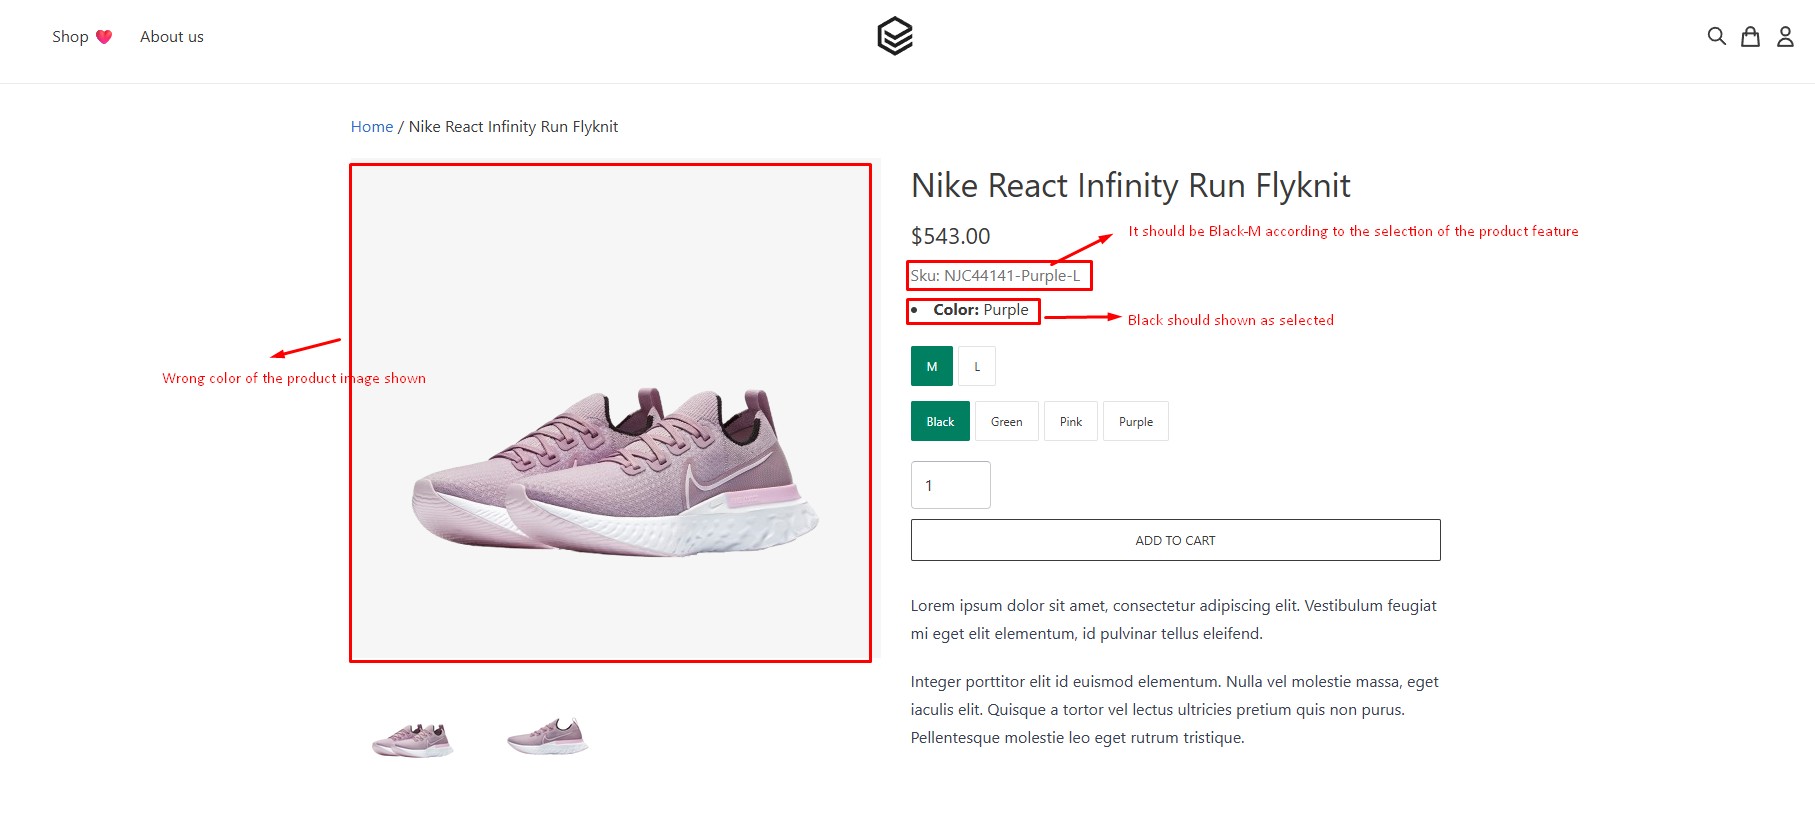 Shop ❤️ About us
Home / Nike React Infinity Run Flyknit
Nike React Infinity Run Flyknit
$543.00
It should be Black-M according to the selection of the product feature
Sku: NJC44141-Purple-L
• Color: Purple
Black should shown as selected
Wrong color of the product image shown
M L
Black Green Pink Purple
1
ADD TO CART
Lorem ipsum dolor sit amet, consectetur adipiscing elit. Vestibulum feugiat
mi eget elit elementum, id pulvinar tellus eleifend.
Integer porttitor elit id euismod elementum. Nulla vel molestie massa, eget
iaculis elit. Quisque a tortor vel lectus ultricies pretium quis non purus.
Pellentesque molestie leo eget rutrum tristique.